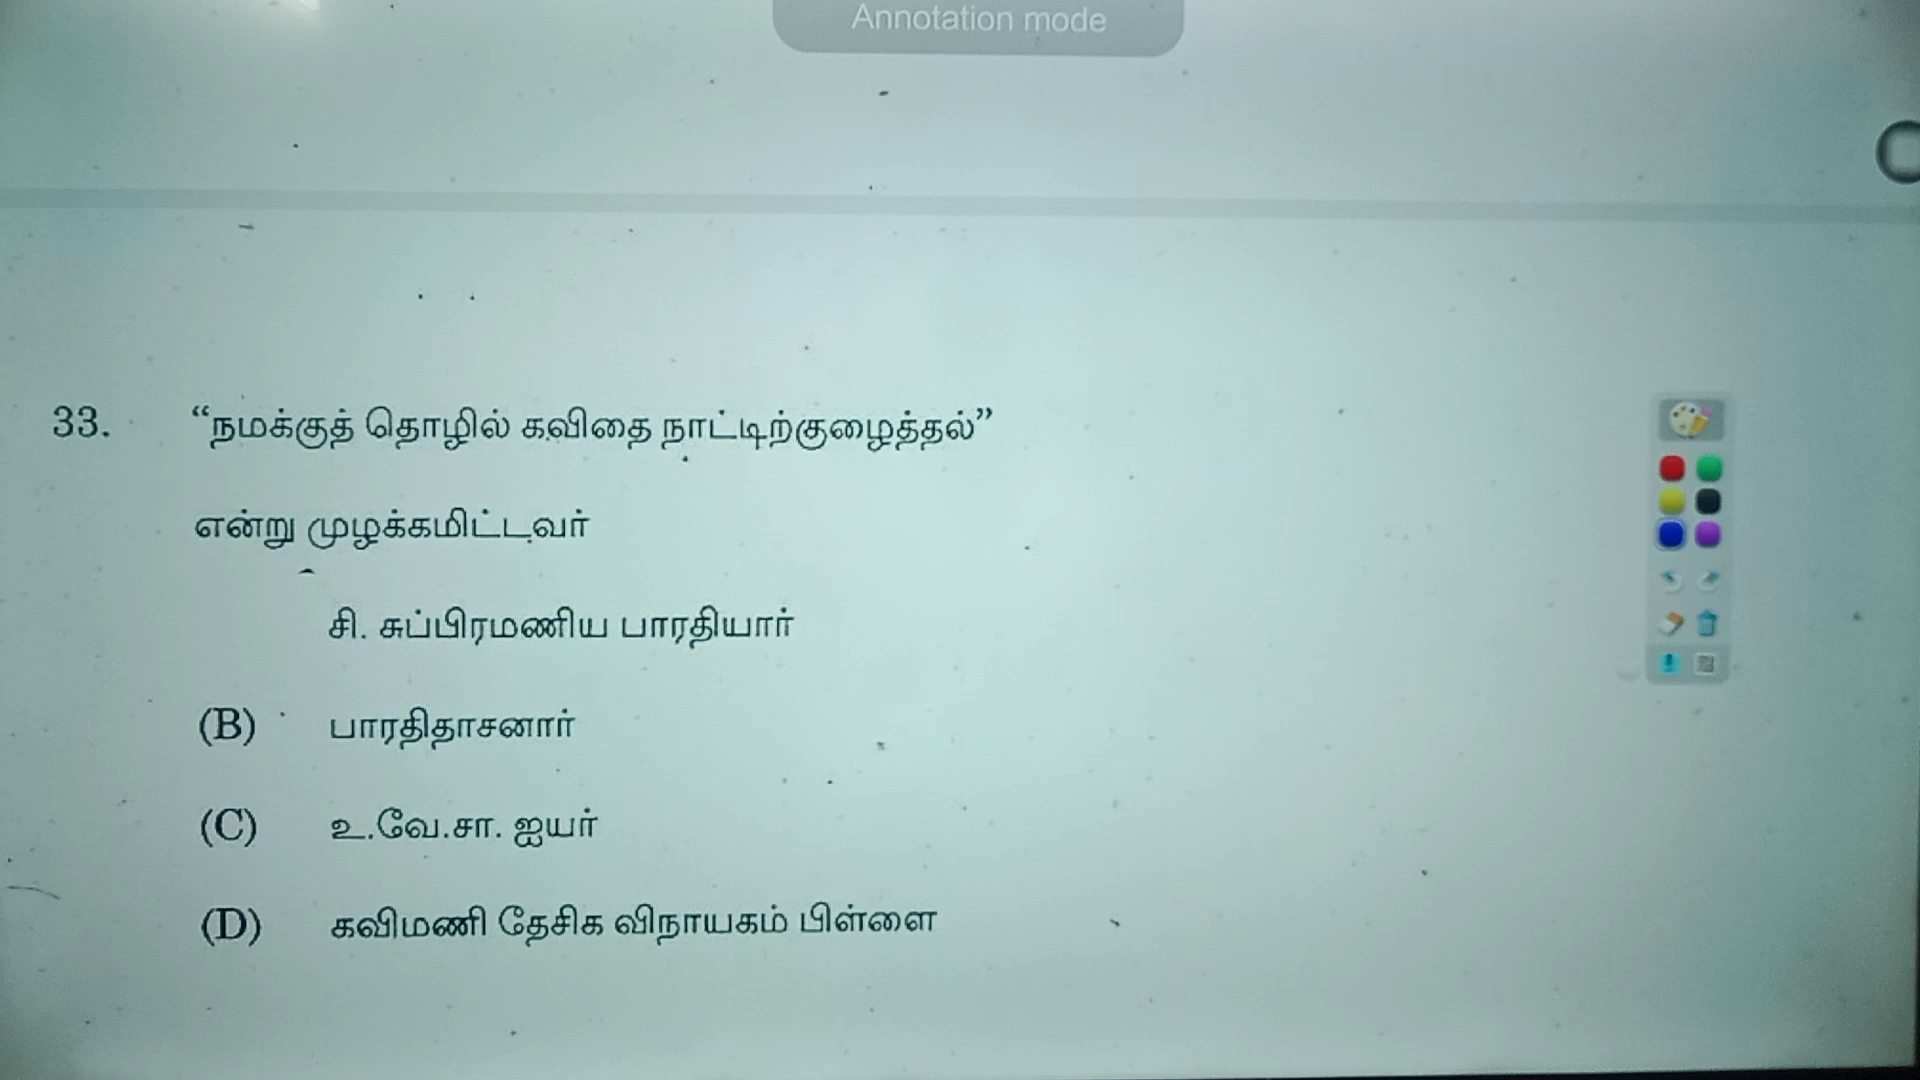 Annotation mode
33. “நமக்குத் தொழில் கவிதை நாட்டிற்குழைத்தல்”
என்று முழக்கமிட்டவர்
சி. சுப்பிரமணிய பாரதியார்
(B) பாரதிதாசனார்
(C) உ.வே.சா. ஐயர்
(D) கவிமணி தேசிக விநாயகம் பிள்ளை